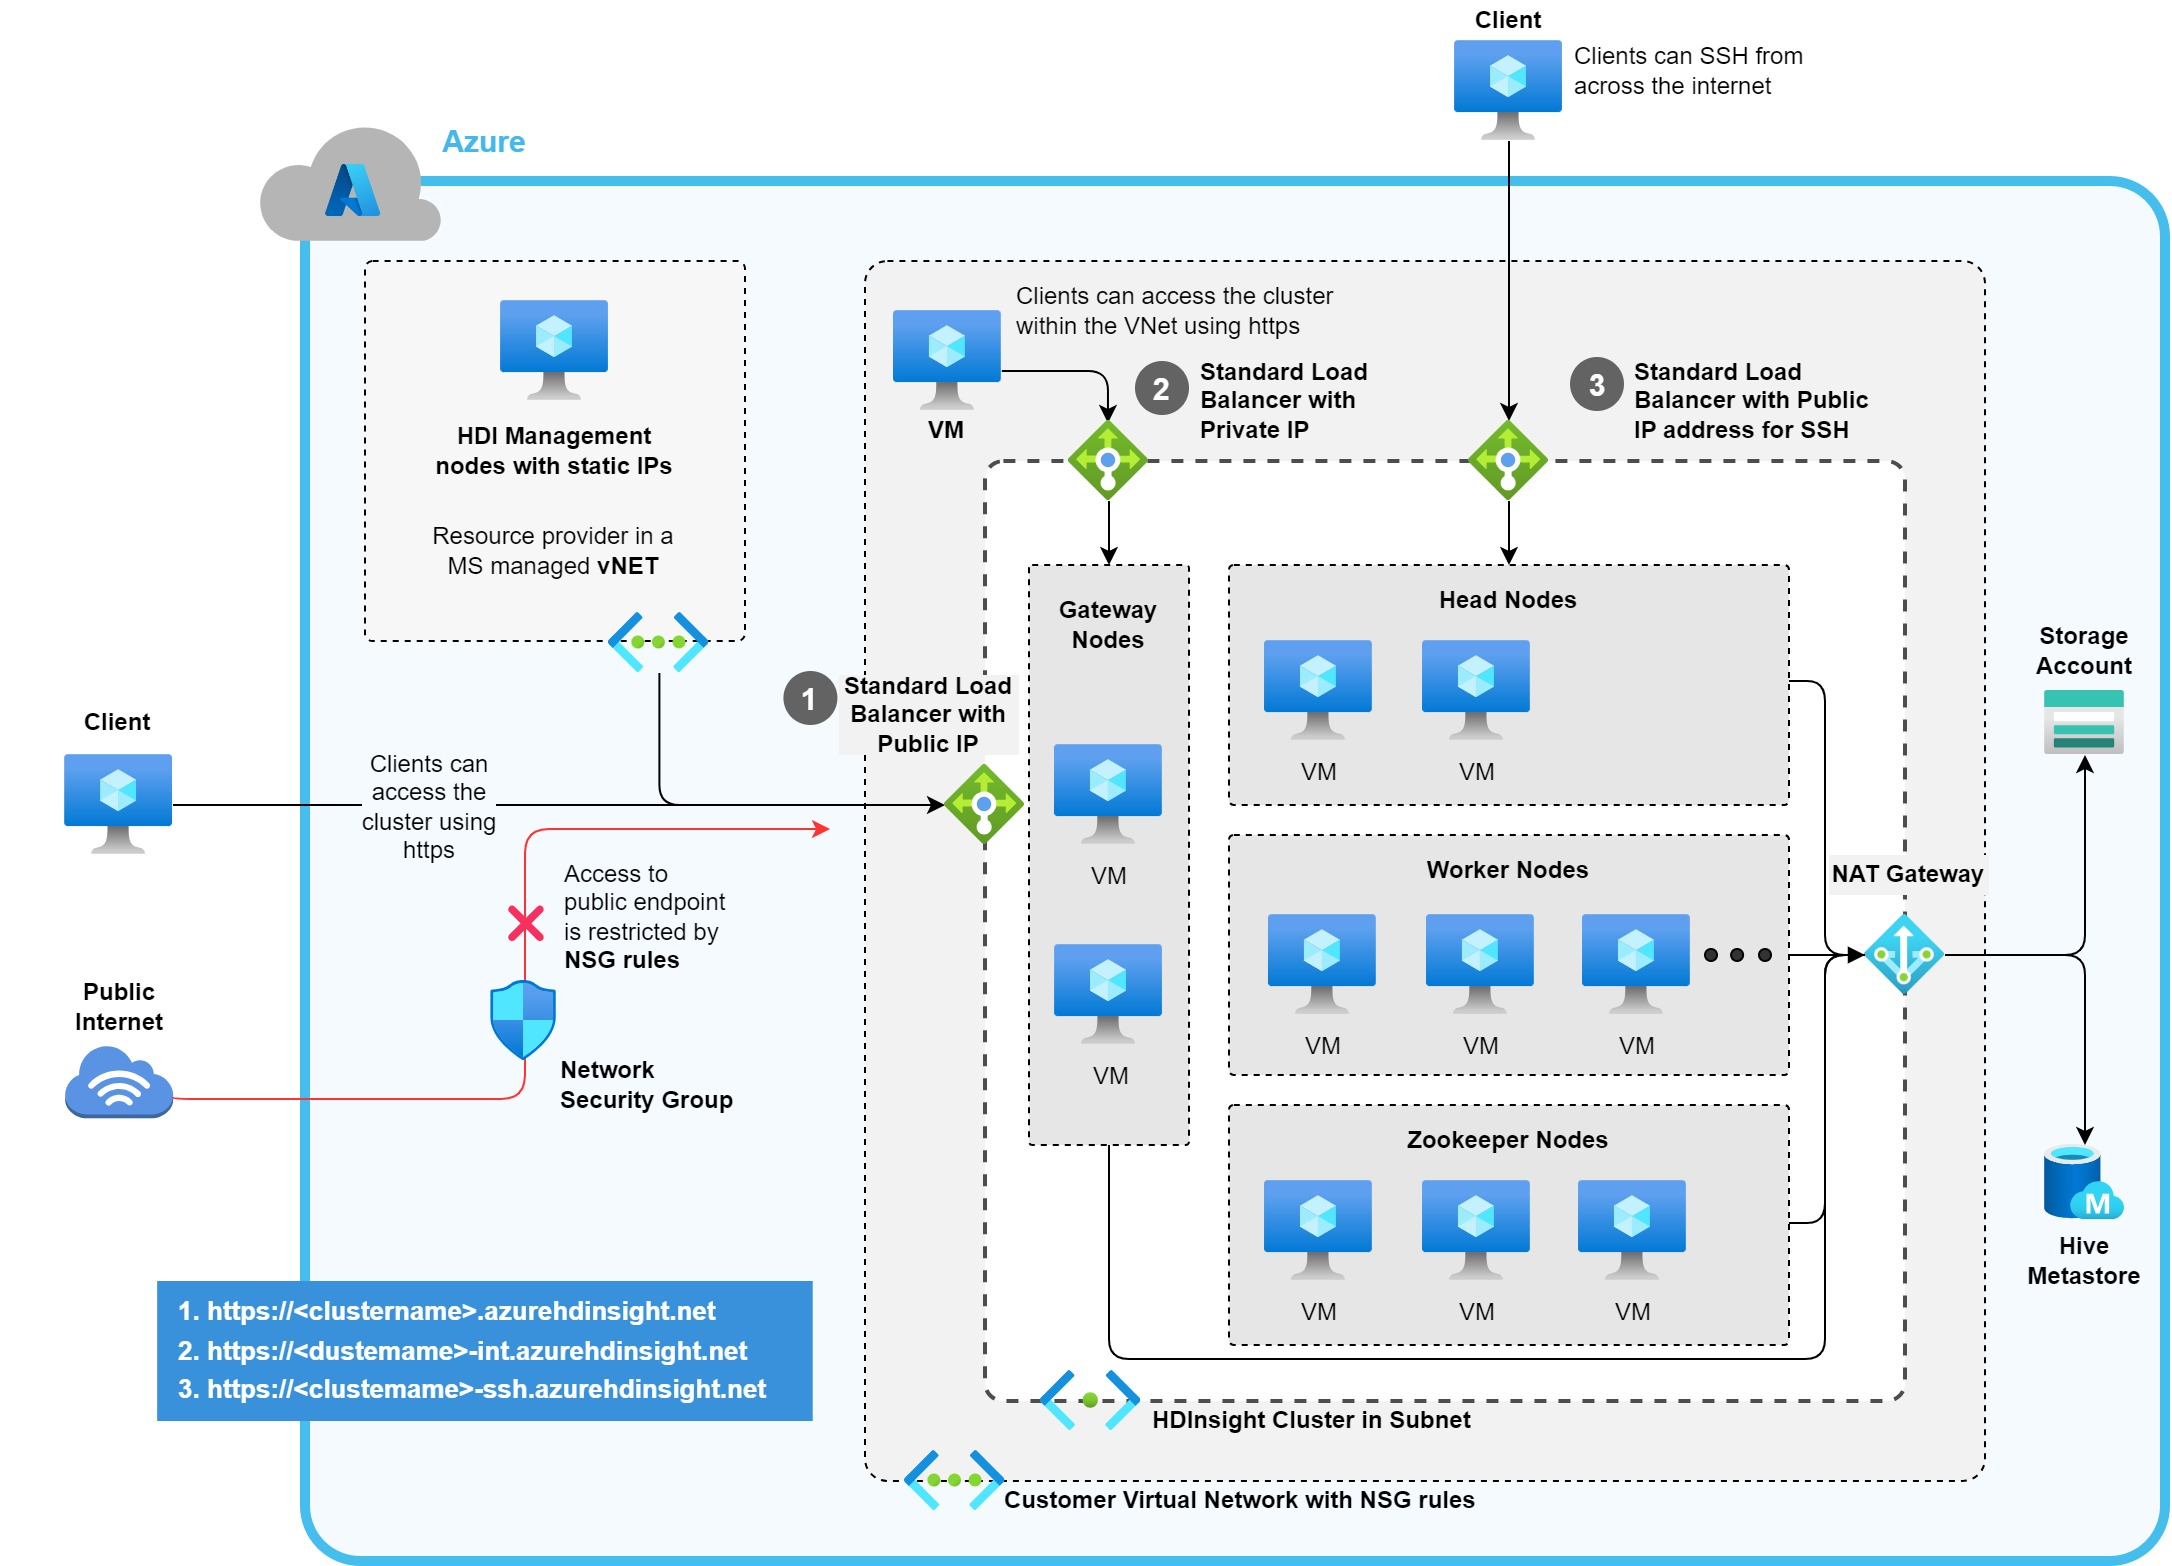 Client
Clients can SSH from
across the internet
Azure
HDI Management
nodes with static IPs
Resource provider in a
MS managed vNET
Clients can access the cluster
within the VNet using https
VM
2
Standard Load
Balancer with
Private IP
3
Standard Load
Balancer with Public
IP address for SSH
1
Standard Load
Balancer with
Public IP
Client
Clients can
access the
cluster using
https
Access to
public endpoint
is restricted by
NSG rules
Public
Internet
Network
Security Group
Gateway
Nodes
VM
VM
Head Nodes
VM
VM
Worker Nodes
VM
VM
VM
Zookeeper Nodes
VM
VM
VM
NAT Gateway
Storage
Account
M
Hive
Metastore
1. https://<clustername>.azurehdinsight.net
2. https://<dustemame>-int.azurehdinsight.net
3. https://<clustemame>-ssh.azurehdinsight.net
HDInsight Cluster in Subnet
Customer Virtual Network with NSG rules